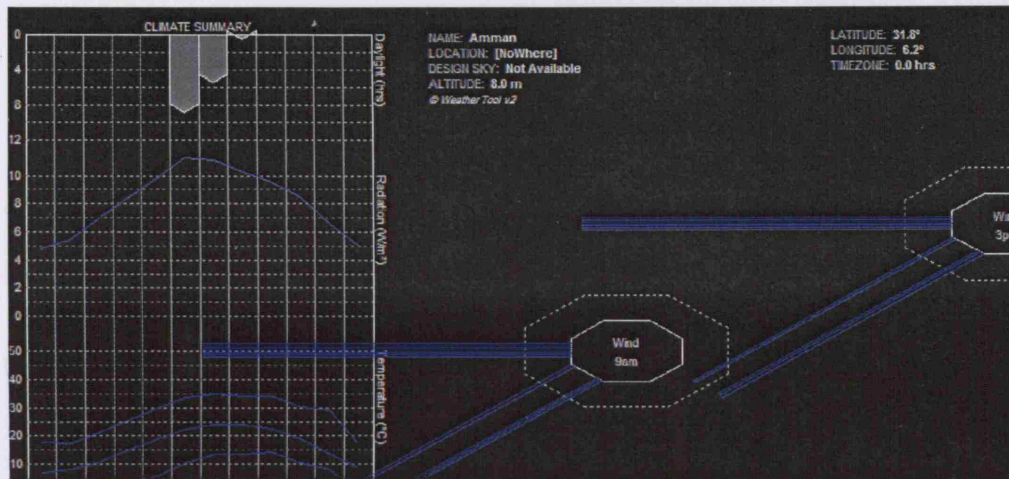 CLIMATE SUMMARY
NAME: Amman
LOCATION: [NoWhere]
DESIGN SKY: Not Available
ALTITUDE: 8.0 m
© Weather Tool v2
LATITUDE: 31.8°
LONGITUDE: 6.2°
TIMEZONE: 0.0 hrs
0
4
8
12
Daylight (hrs)
10
8
6
4
2
0
Radiation (W/m²)
50
40
30
20
10
emperature (°C)
Wind
9am
Win
3p